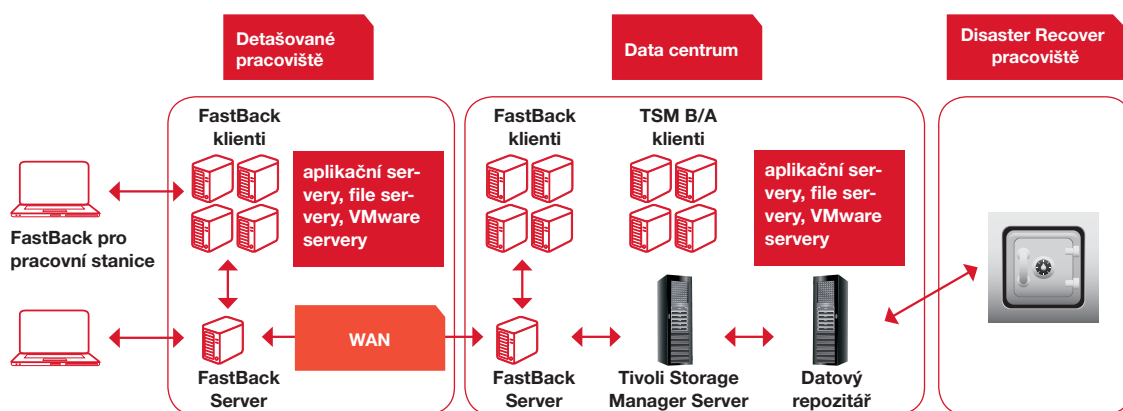 Detašované
pracoviště
Data centrum
Disaster Recover
pracoviště
FastBack
klienti
FastBack
klienti
TSM B/A
klienti
aplikační ser-
very, file ser-
very, VMware
servery
aplikační ser-
very, file ser-
very, VMware
servery
FastBack pro
pracovní stanice
WAN
FastBack
Server
FastBack
Server
Tivoli Storage
Manager Server
Datový
repozitář